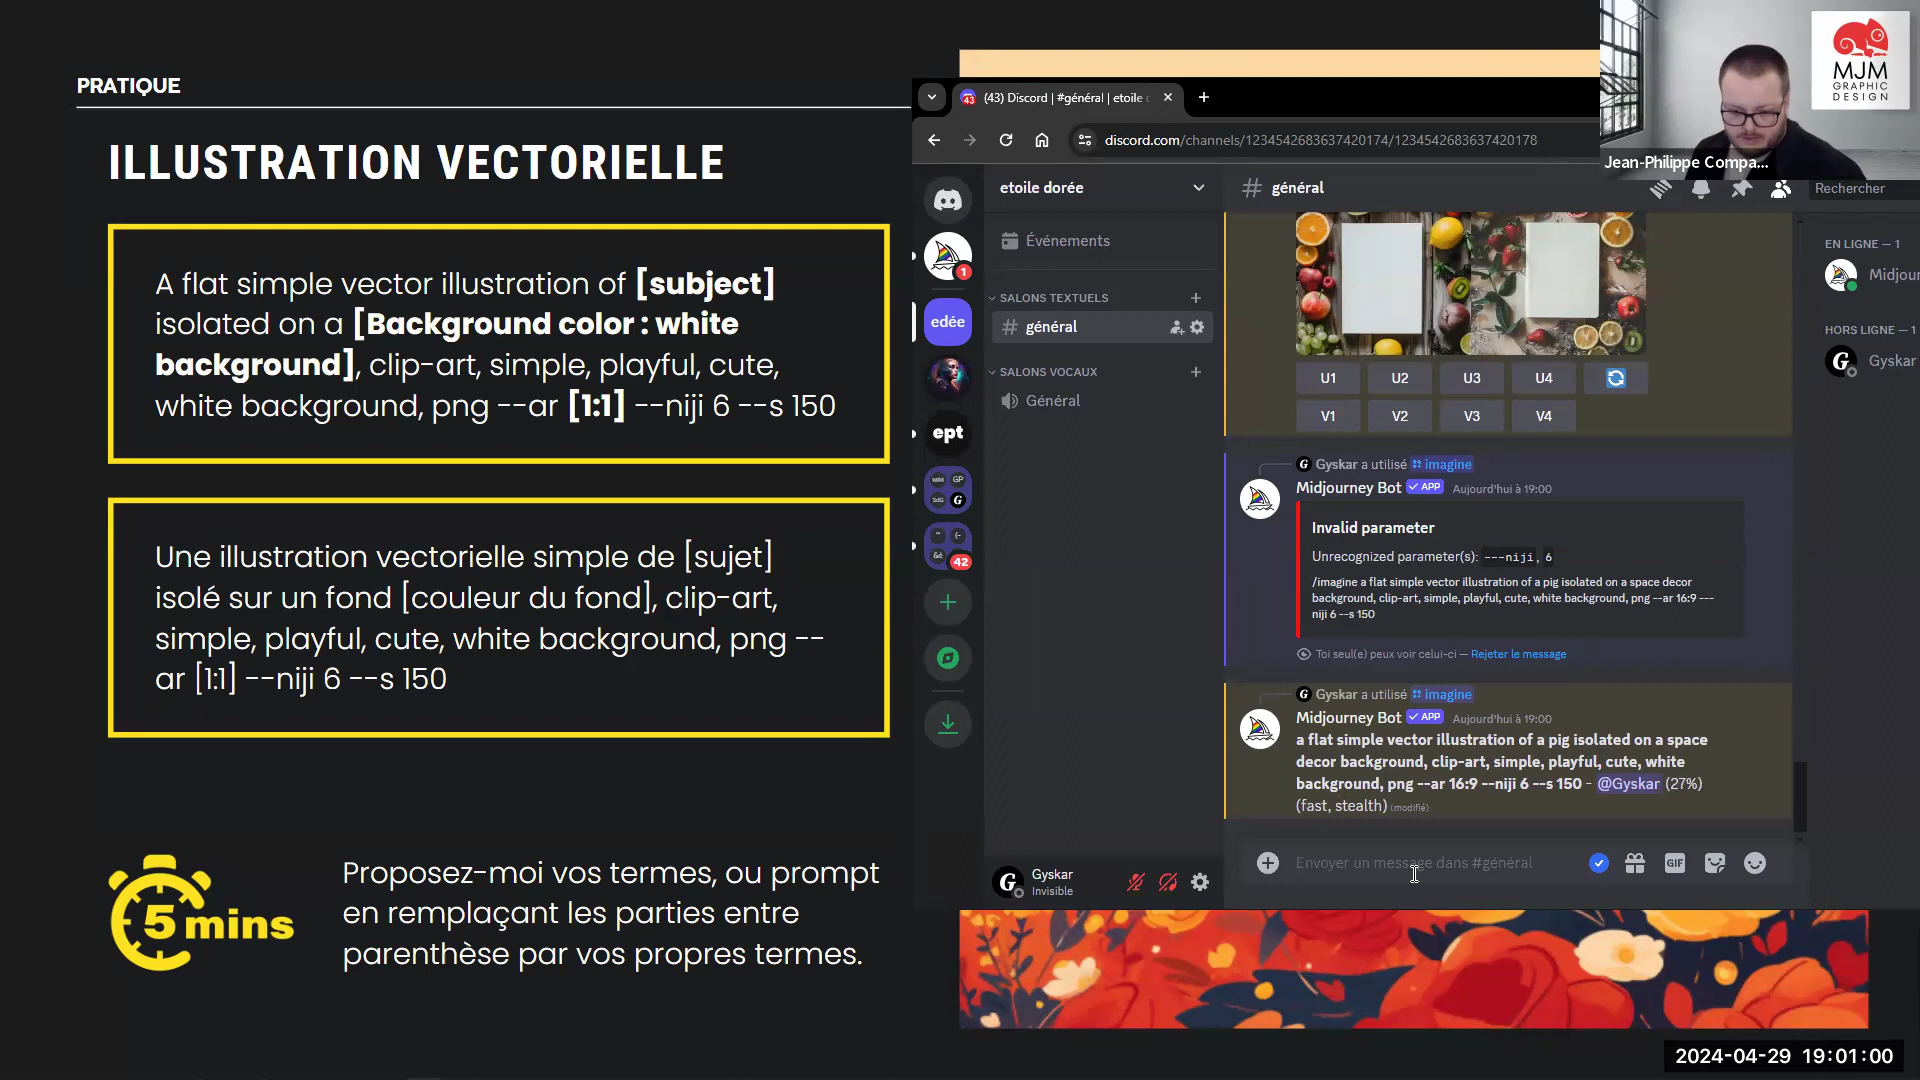 PRATIQUE
ILLUSTRATION VECTORIELLE
A flat simple vector illustration of [subject]
isolated on a [Background color : white
background], clip-art, simple, playful, cute,
white background, png --ar [1:1] --niji 6 --s 150
Une illustration vectorielle simple de [sujet]
isolé sur un fond [couleur du fond], clip-art,
simple, playful, cute, white background, png --
ar [1:1] --niji 6 --s 150
5 mins
Proposez-moi vos termes, ou prompt
en remplaçant les parties entre
parenthèse par vos propres termes.
43
(43) Discord | #général | etoile
discord.com/channels/1234542683637420174/1234542683637420178
etoile dorée
Événements
SALONS TEXTUELS
général
SALONS VOCAUX
Général
1
edée
ept
WBM GP
SdG G
42
G
Gyskar
Invisible
général
Rechercher
U1 U2 U3 U4
V1 V2 V3 V4
G Gyskar a utilisé imagine
Midjourney Bot APP Aujourd'hui à 19:00
Invalid parameter
Unrecognized parameter(s): ---niji, 6
/imagine a flat simple vector illustration of a pig isolated on a space decor
background, clip-art, simple, playful, cute, white background, png --ar 16:9 ---
niji 6 --s 150
Toi seul(e) peux voir celui-ci — Rejeter le message
G Gyskar a utilisé imagine
Midjourney Bot APP Aujourd'hui à 19:00
a flat simple vector illustration of a pig isolated on a space
decor background, clip-art, simple, playful, cute, white
background, png --ar 16:9 --niji 6 --s 150 - @Gyskar (27%)
(fast, stealth) (modifié)
Envoyer un message dans #général
GIF
EN LIGNE — 1
Midjour
HORS LIGNE — 1
G Gyskar
Jean-Philippe Compa...
MJM
GRAPHIC
DESIGN
2024-04-29 19:01:00